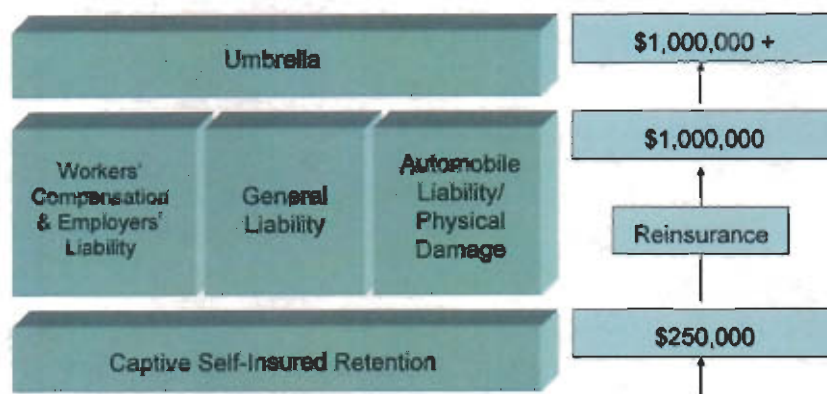 Umbrella
$1,000,000 +
Workers'
Compensation
& Employers'
Liability
General
Liability
Automobile
Liability/
Physical
Damage
$1,000,000
Reinsurance
Captive Self-Insured Retention
$250,000